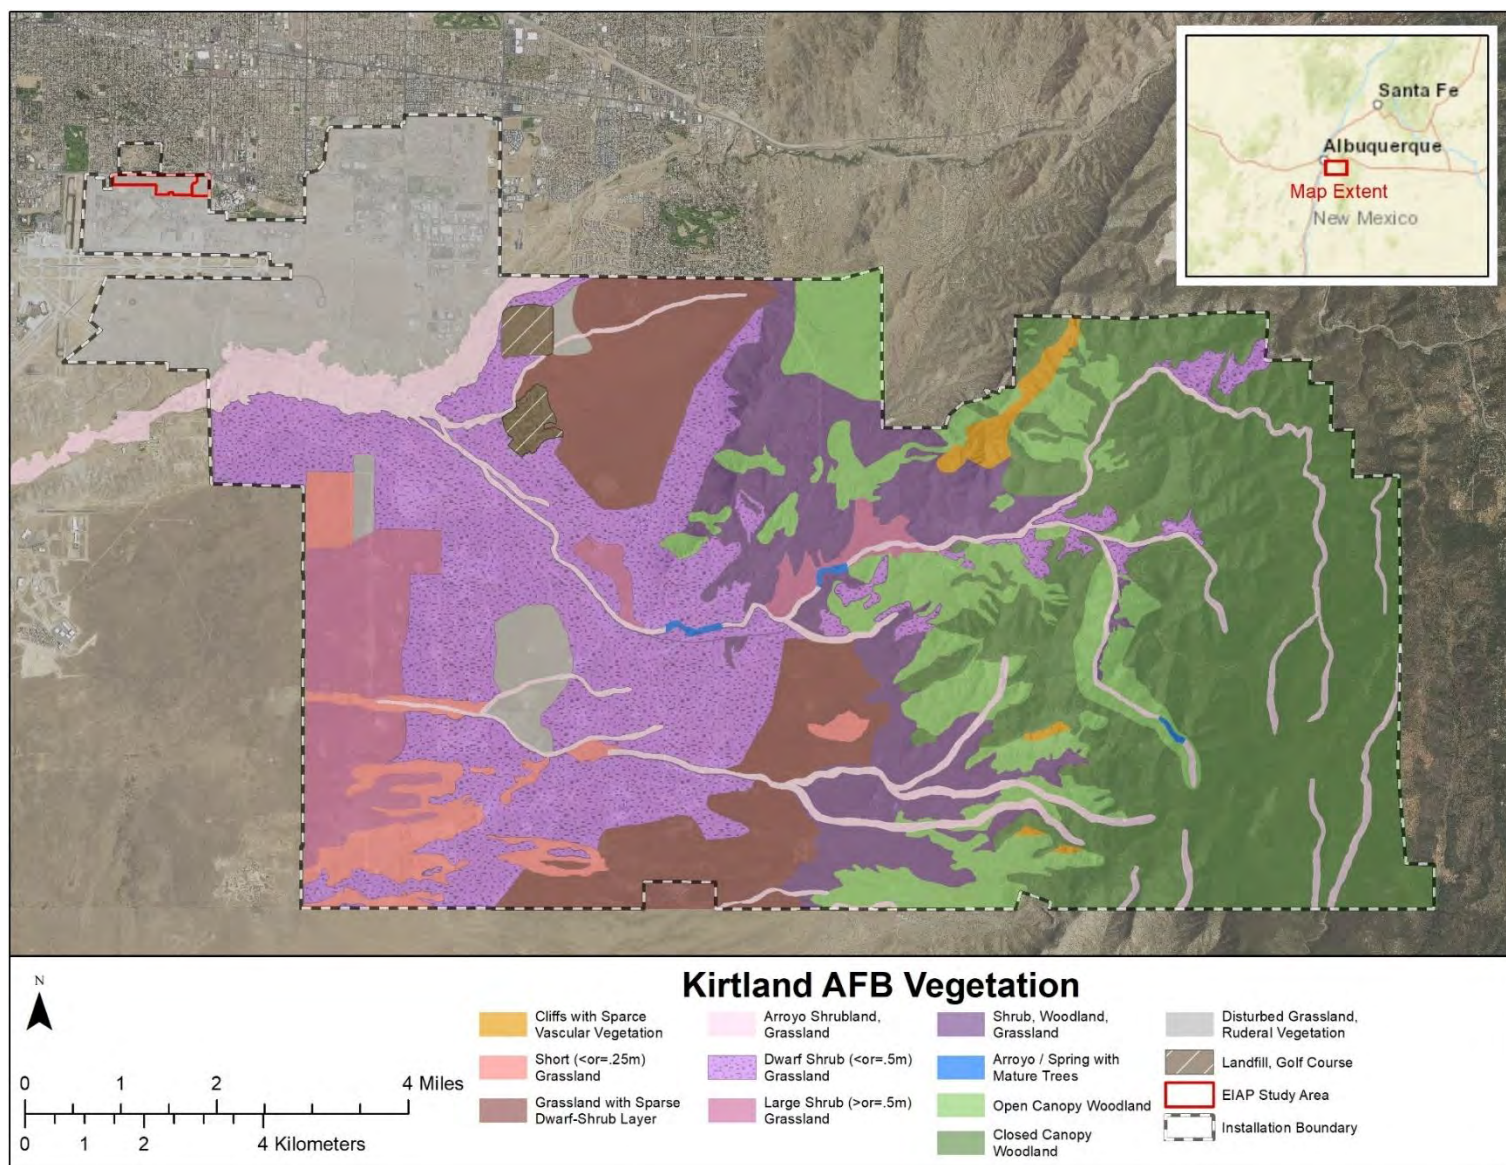 Santa Fe
Albuquerque
Map Extent
New Mexico
Kirtland AFB Vegetation
N
0 1 2 4 Miles
0 1 2 4 Kilometers
Cliffs with Sparce
Vascular Vegetation
Short (<or=.25m)
Grassland
Grassland with Sparse
Dwarf-Shrub Layer
Arroyo Shrubland,
Grassland
Dwarf Shrub (<or=.5m)
Grassland
Large Shrub (>or=.5m)
Grassland
Shrub, Woodland,
Grassland
Arroyo / Spring with
Mature Trees
Open Canopy Woodland
Closed Canopy
Woodland
Disturbed Grassland,
Ruderal Vegetation
Landfill, Golf Course
EIAP Study Area
Installation Boundary